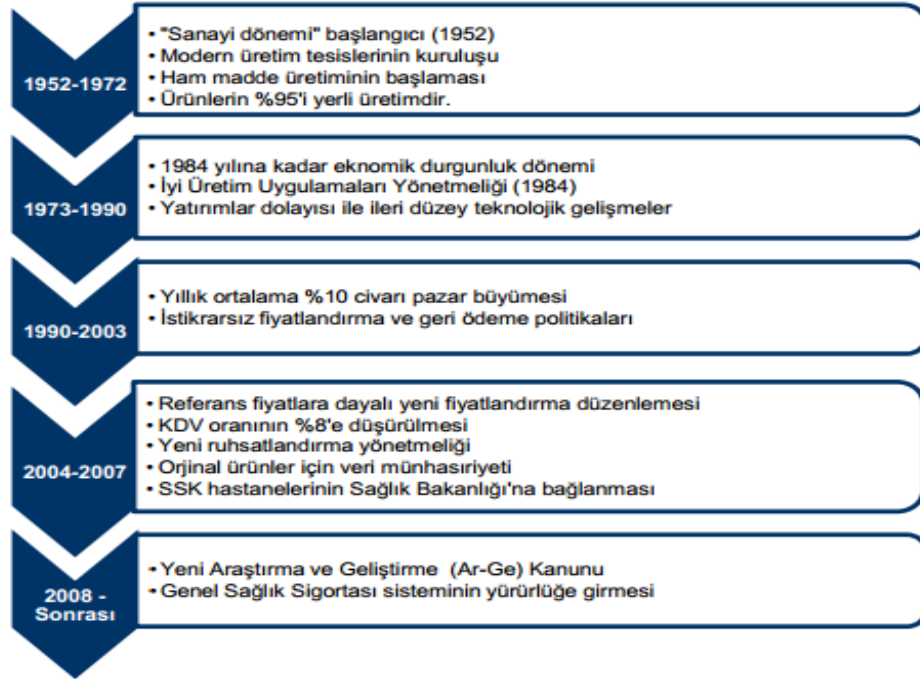 1952-1972
• "Sanayi dönemi" başlangıcı (1952)
• Modern üretim tesislerinin kuruluşu
• Ham madde üretiminin başlaması
• Ürünlerin %95'i yerli üretimdir.
1973-1990
• 1984 yılına kadar eknomik durgunluk dönemi
• İyi Üretim Uygulamaları Yönetmeliği (1984)
• Yatırımlar dolayısı ile ileri düzey teknolojik gelişmeler
1990-2003
• Yıllık ortalama %10 civarı pazar büyümesi
• İstikrarsız fiyatlandırma ve geri ödeme politikaları
2004-2007
• Referans fiyatlara dayalı yeni fiyatlandırma düzenlemesi
• KDV oranının %8'e düşürülmesi
• Yeni ruhsatlandırma yönetmeliği
• Orjinal ürünler için veri münhasıriyeti
• SSK hastanelerinin Sağlık Bakanlığı'na bağlanması
2008 -
Sonrası
• Yeni Araştırma ve Geliştirme (Ar-Ge) Kanunu
• Genel Sağlık Sigortası sisteminin yürürlüğe girmesi